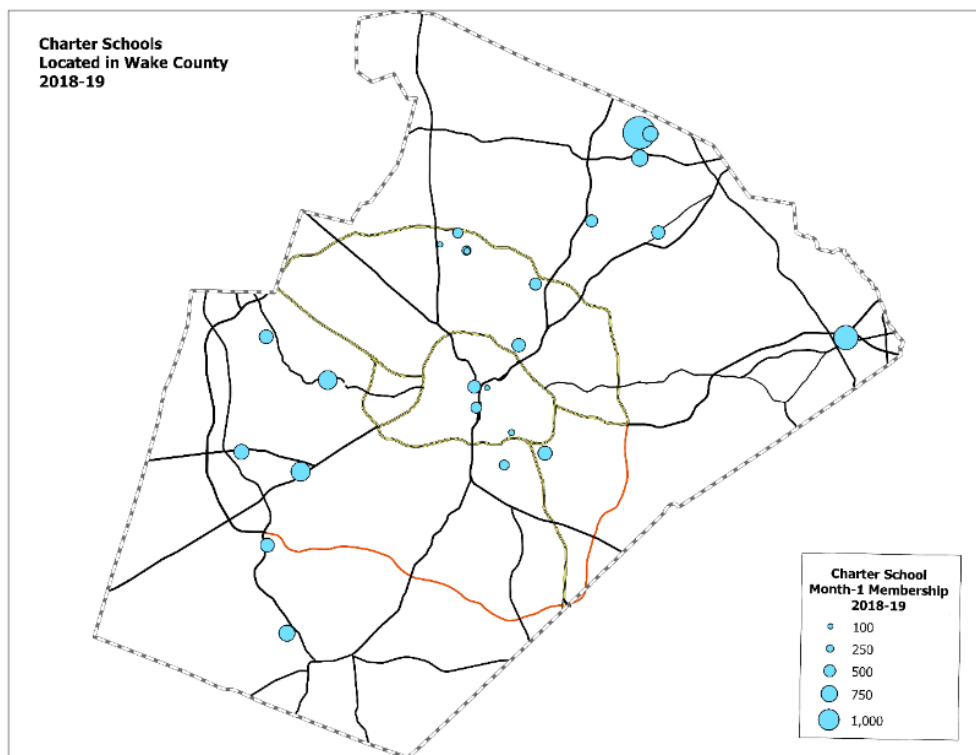 Charter Schools
Located in Wake County
2018-19
Charter School
Month-1 Membership
2018-19
100
250
500
750
1,000